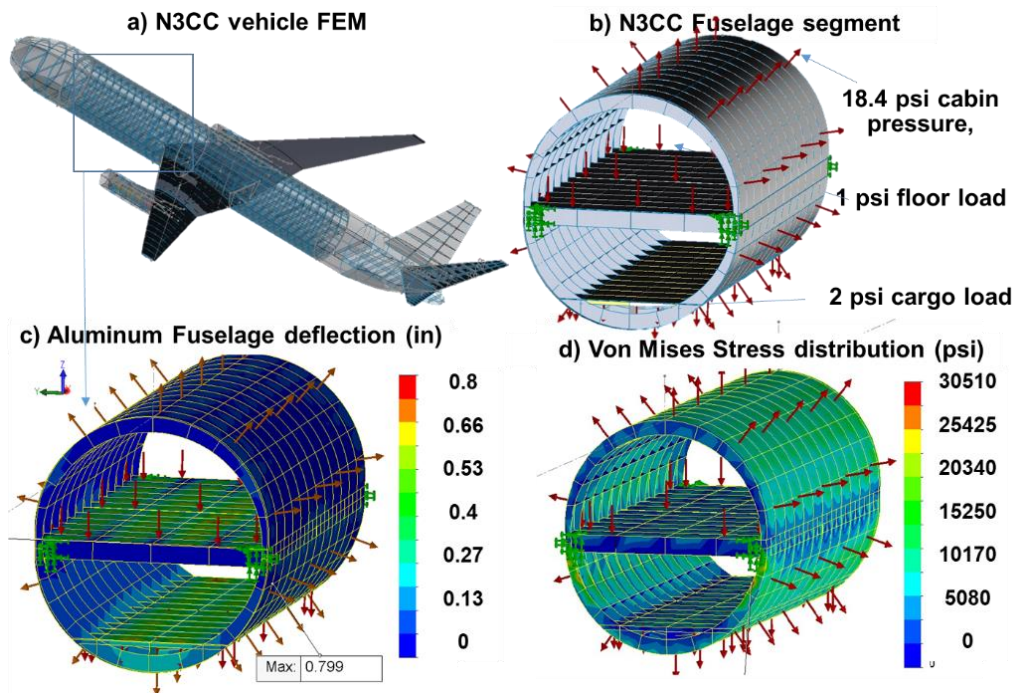 a) N3CC vehicle FEM
b) N3CC Fuselage segment
18.4 psi cabin
pressure,
1 psi floor load
2 psi cargo load
c) Aluminum Fuselage deflection (in)
Z
Y
0.8
0.66
0.53
0.4
0.27
0.13
0
Max: 0.799
d) Von Mises Stress distribution (psi)
30510
25425
20340
15250
10170
5080
0